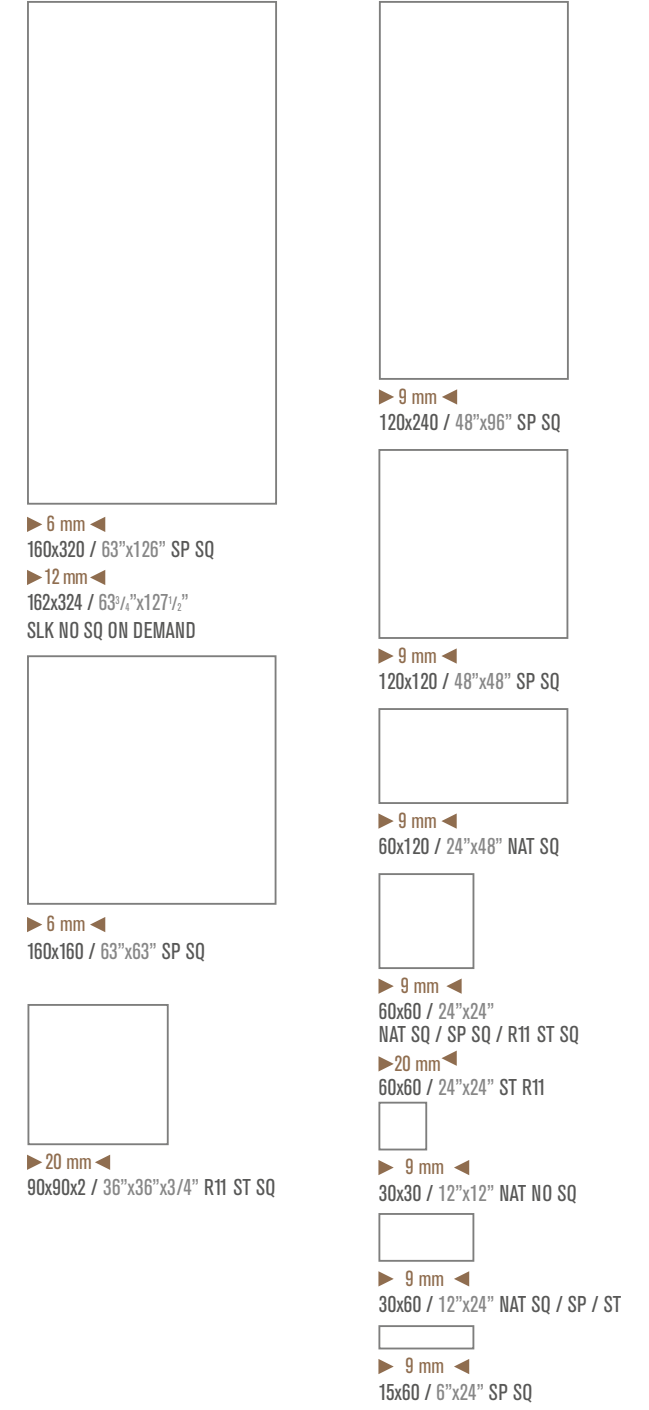 ▶ 6 mm ◀
160x320 / 63”x126” SP SQ
▶ 12 mm ◀
162x324 / 63³/₄”x127¹/₂”
SLK NO SQ ON DEMAND
▶ 6 mm ◀
160x160 / 63”x63” SP SQ
▶ 20 mm ◀
90x90x2 / 36”x36”x3/4” R11 ST SQ
▶ 9 mm ◀
120x240 / 48”x96” SP SQ
▶ 9 mm ◀
120x120 / 48”x48” SP SQ
▶ 9 mm ◀
60x120 / 24”x48” NAT SQ
▶ 9 mm ◀
60x60 / 24”x24”
NAT SQ / SP SQ / R11 ST SQ
▶ 20 mm ◀
60x60 / 24”x24” ST R11
▶ 9 mm ◀
30x30 / 12”x12” NAT NO SQ
▶ 9 mm ◀
30x60 / 12”x24” NAT SQ / SP / ST
▶ 9 mm ◀
15x60 / 6”x24” SP SQ